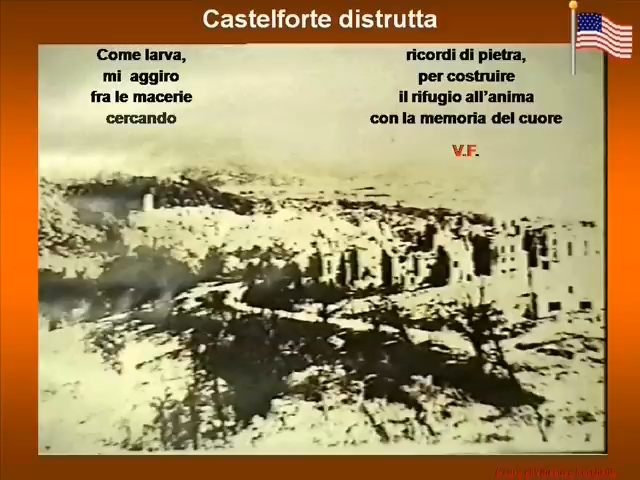 Castelforte distrutta
Come larva,
mi aggiro
fra le macerie
cercando
ricordi di pietra,
per costruire
il rifugio all'anima
con la memoria del cuore
V.F.